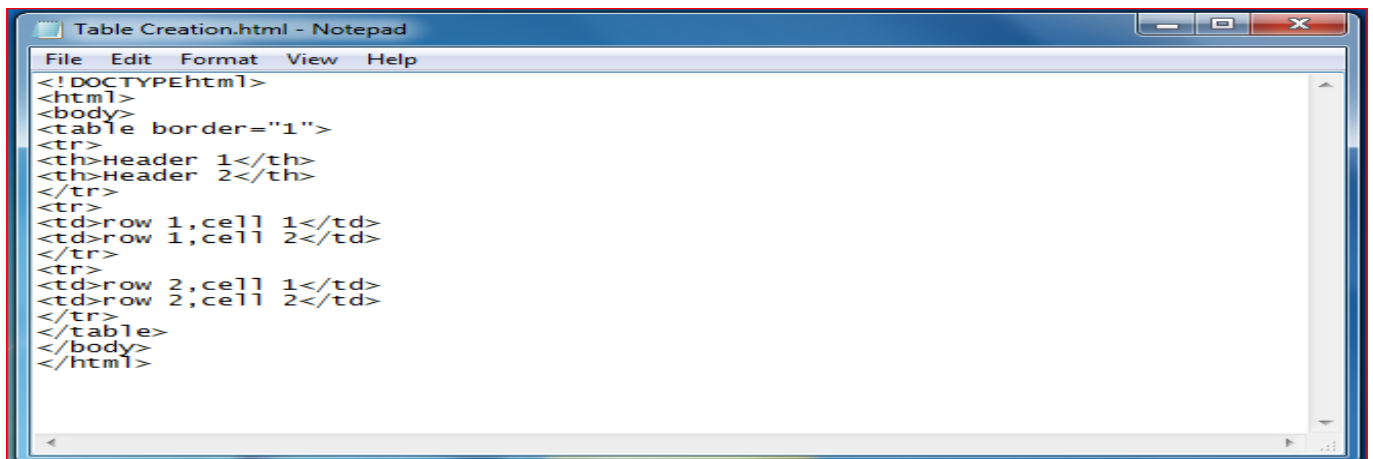 Table Creation.html - Notepad
File Edit Format View Help
<!DOCTYPEhtml>
<html>
<body>
<table border="1">
<tr>
<th>Header 1</th>
<th>Header 2</th>
</tr>
<tr>
<td>row 1,cell 1</td>
<td>row 1,cell 2</td>
</tr>
<tr>
<td>row 2,cell 1</td>
<td>row 2,cell 2</td>
</tr>
</table>
</body>
</html>